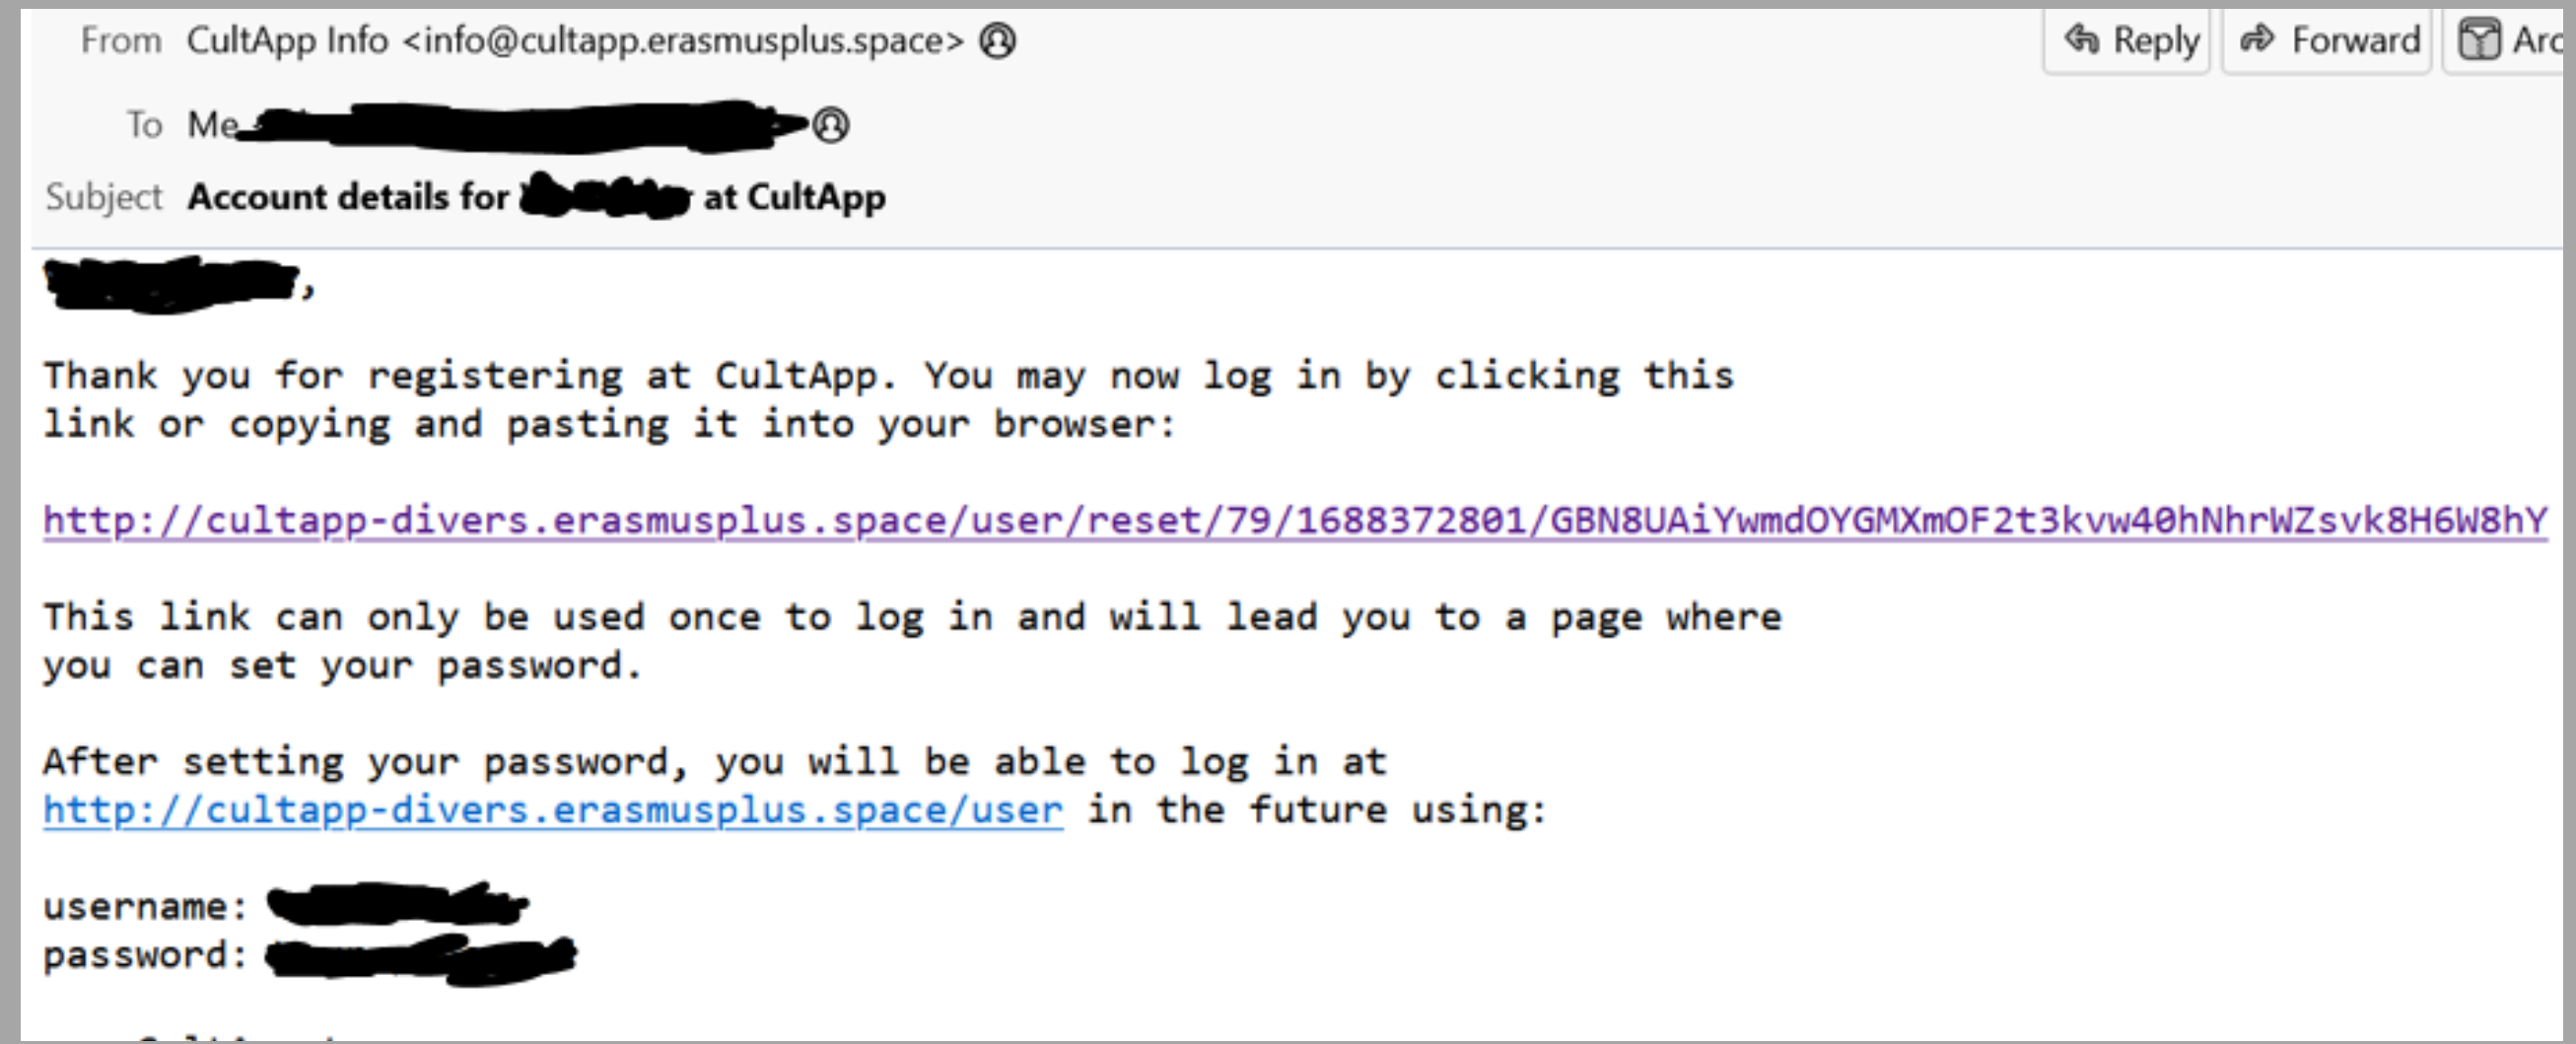 From CultApp Info <info@cultapp.erasmusplus.space> Reply Forward Arc
To Me
Subject Account details for at CultApp
,
Thank you for registering at CultApp. You may now log in by clicking this
link or copying and pasting it into your browser:
http://cultapp-divers.erasmusplus.space/user/reset/79/1688372801/GBN8UAiYwmdOYGMXmOF2t3kvw40hNhrWZsvk8H6W8hY
This link can only be used once to log in and will lead you to a page where
you can set your password.
After setting your password, you will be able to log in at
http://cultapp-divers.erasmusplus.space/user in the future using:
username:
password: